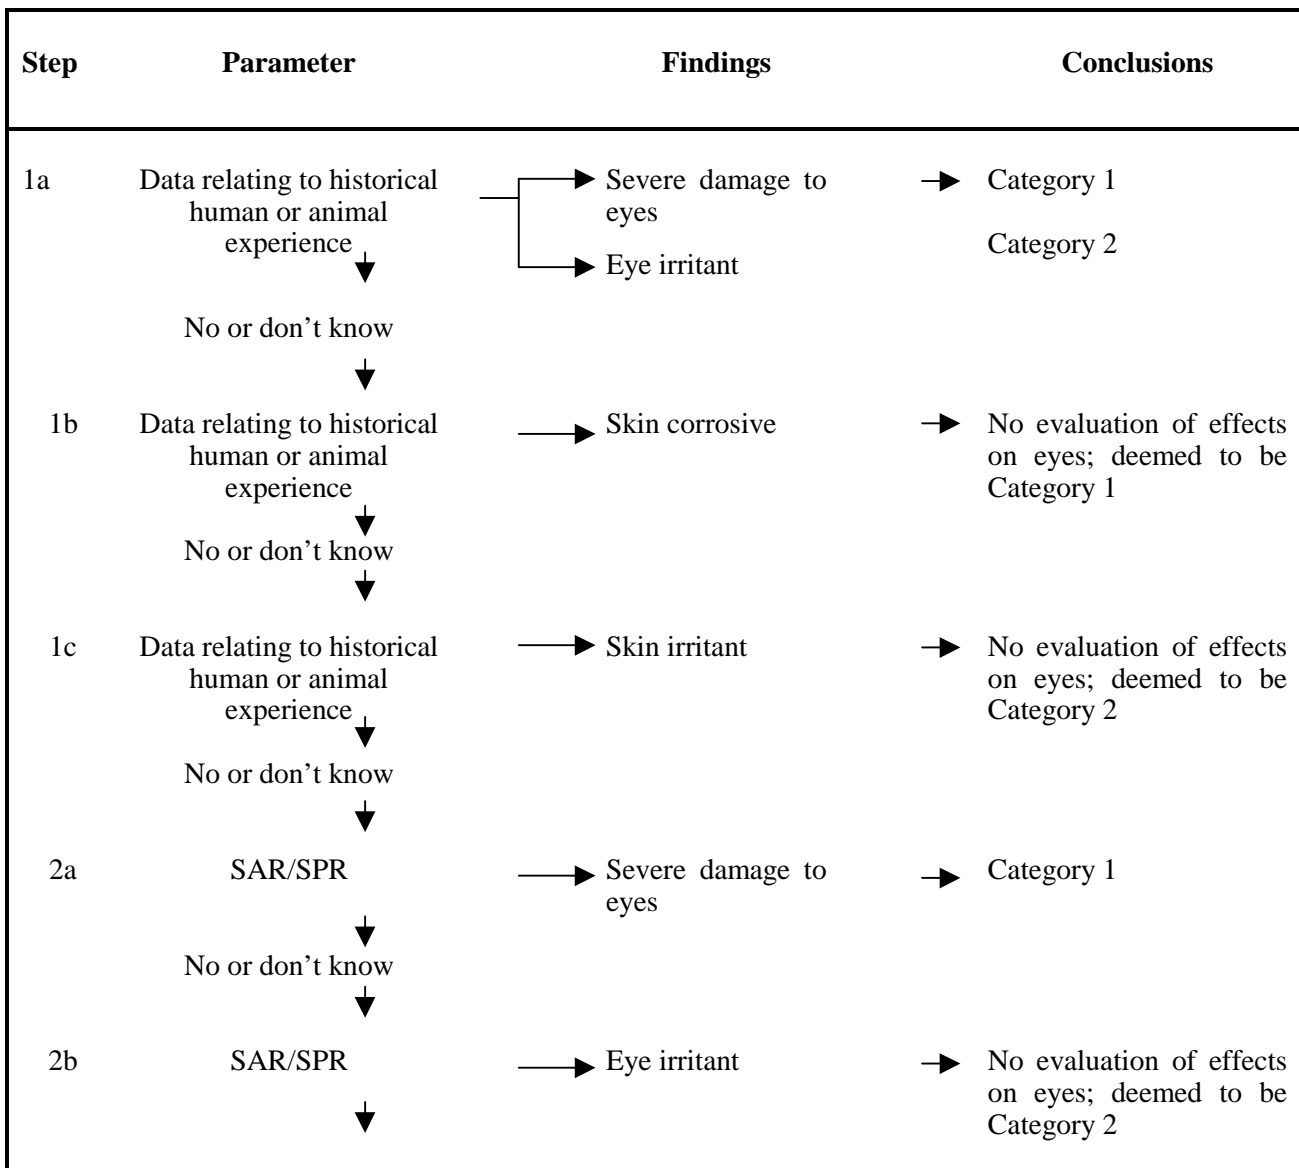 Step Parameter Findings Conclusions
1a Data relating to historical Severe damage to Category 1
human or animal eyes
experience Category 2
Eye irritant
No or don’t know
1b Data relating to historical Skin corrosive No evaluation of effects
human or animal on eyes; deemed to be
experience Category 1
No or don’t know
1c Data relating to historical Skin irritant No evaluation of effects
human or animal on eyes; deemed to be
experience Category 2
No or don’t know
2a SAR/SPR Severe damage to Category 1
eyes
No or don’t know
2b SAR/SPR Eye irritant No evaluation of effects
on eyes; deemed to be
Category 2